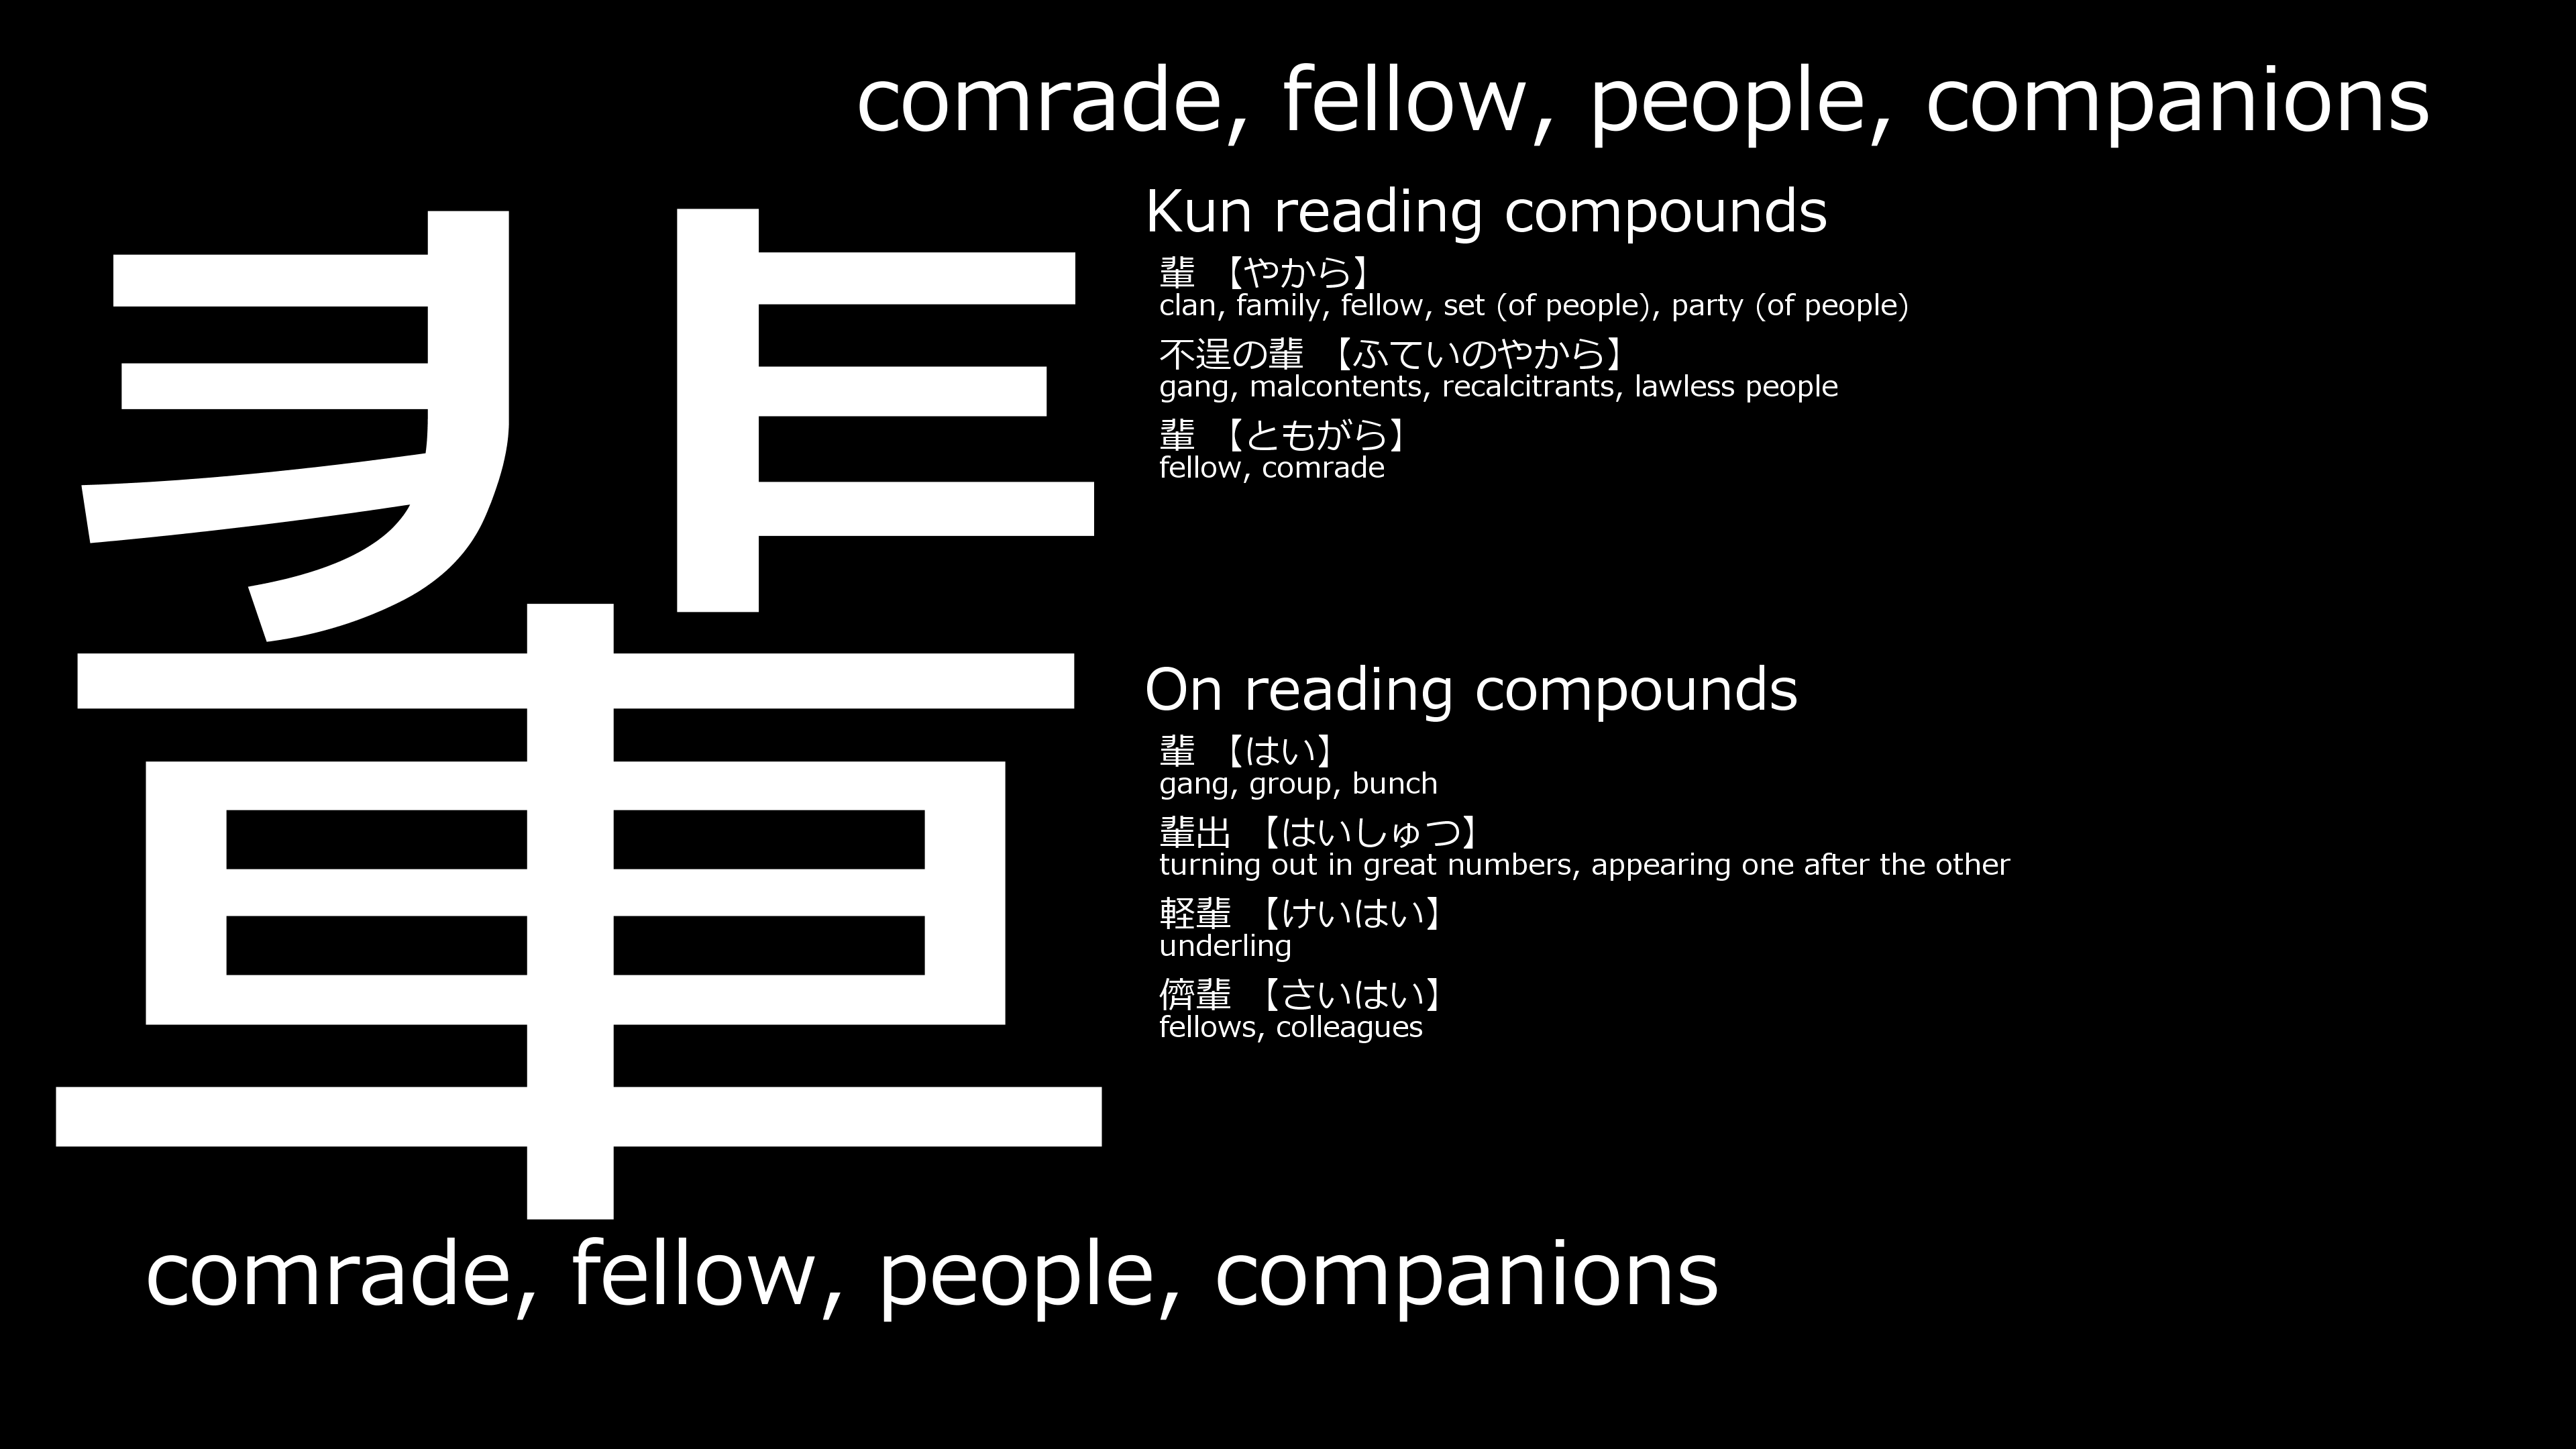 comrade, fellow, people, companions
輩
Kun reading compounds
輩 【やから】
clan, family, fellow, set (of people), party (of people)
不逞の輩 【ふていのやから】
gang, malcontents, recalcitrants, lawless people
輩 【ともがら】
fellow, comrade
On reading compounds
輩 【はい】
gang, group, bunch
輩出 【はいしゅつ】
turning out in great numbers, appearing one after the other
軽輩 【けいはい】
underling
儕輩 【さいはい】
fellows, colleagues
comrade, fellow, people, companions